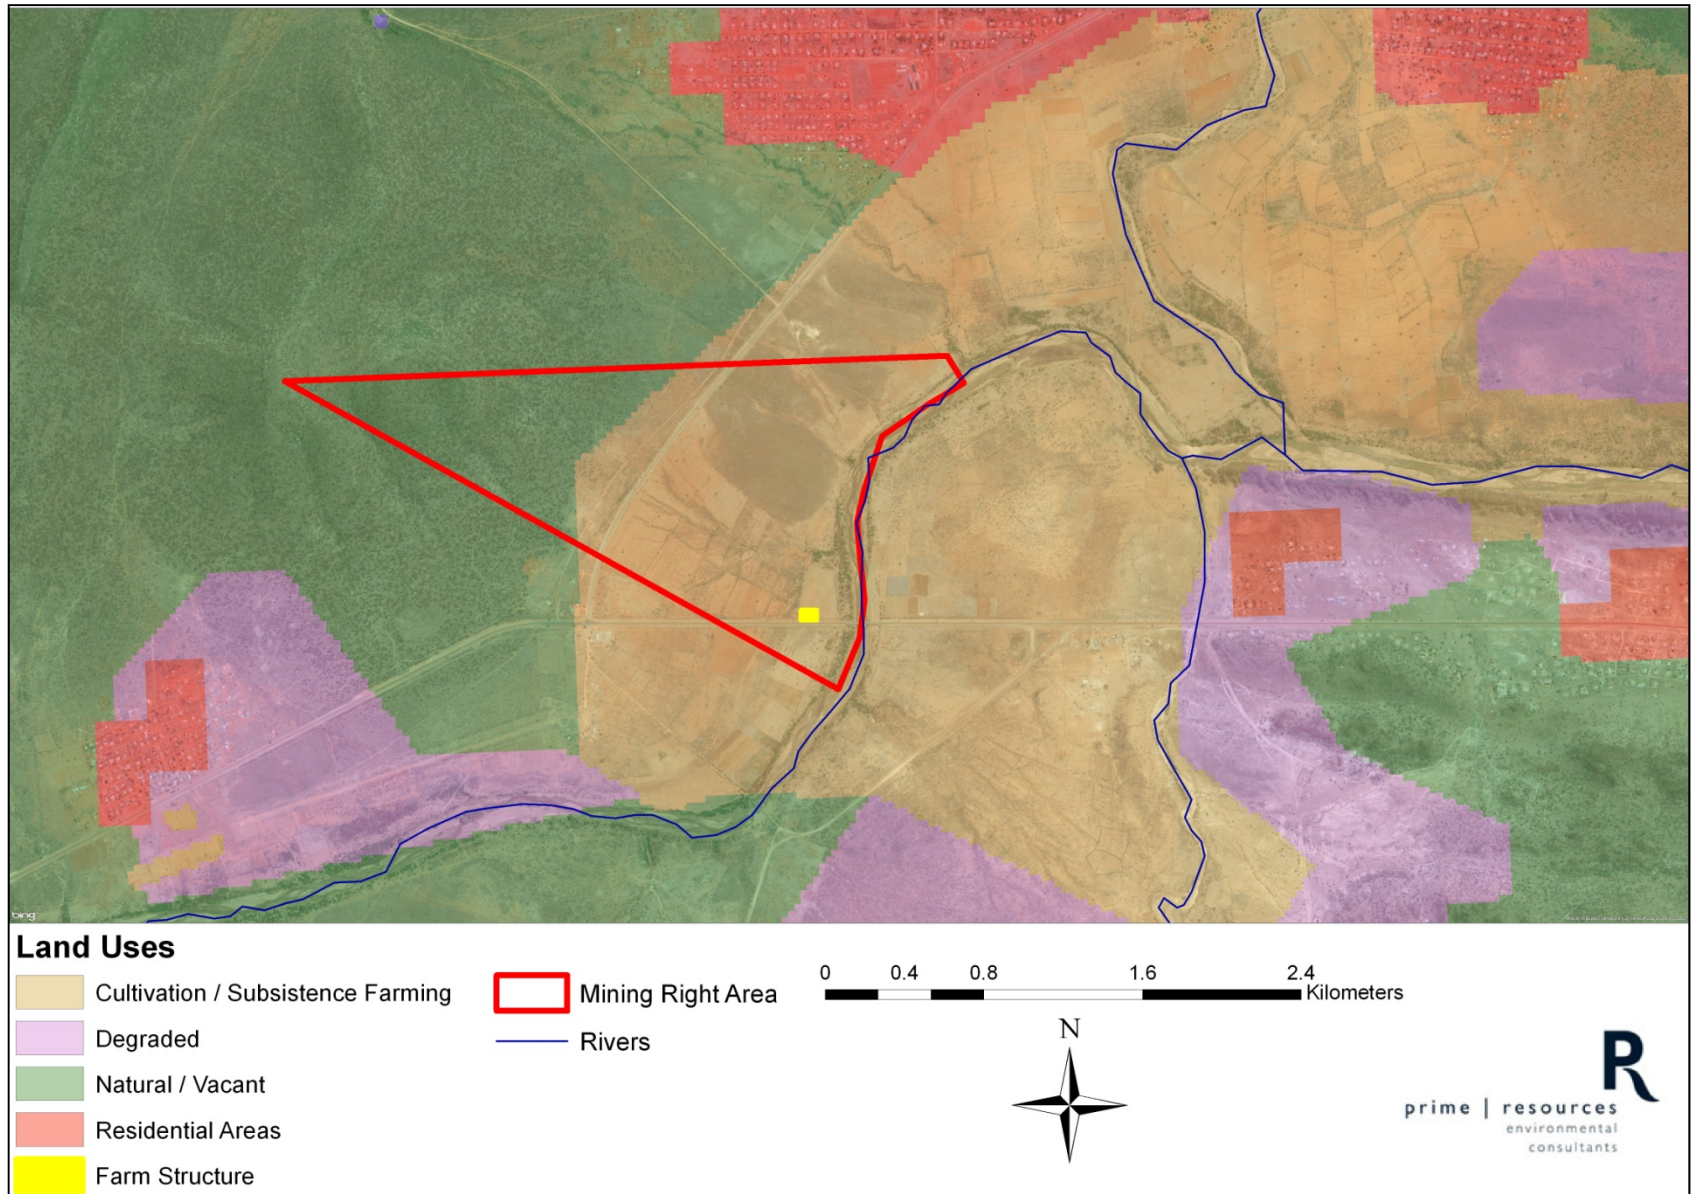 bing
Land Uses
Cultivation / Subsistence Farming
Degraded
Natural / Vacant
Residential Areas
Farm Structure
Mining Right Area
Rivers
0 0.4 0.8 1.6 2.4
Kilometers
N
R
prime | resources
environmental
consultants